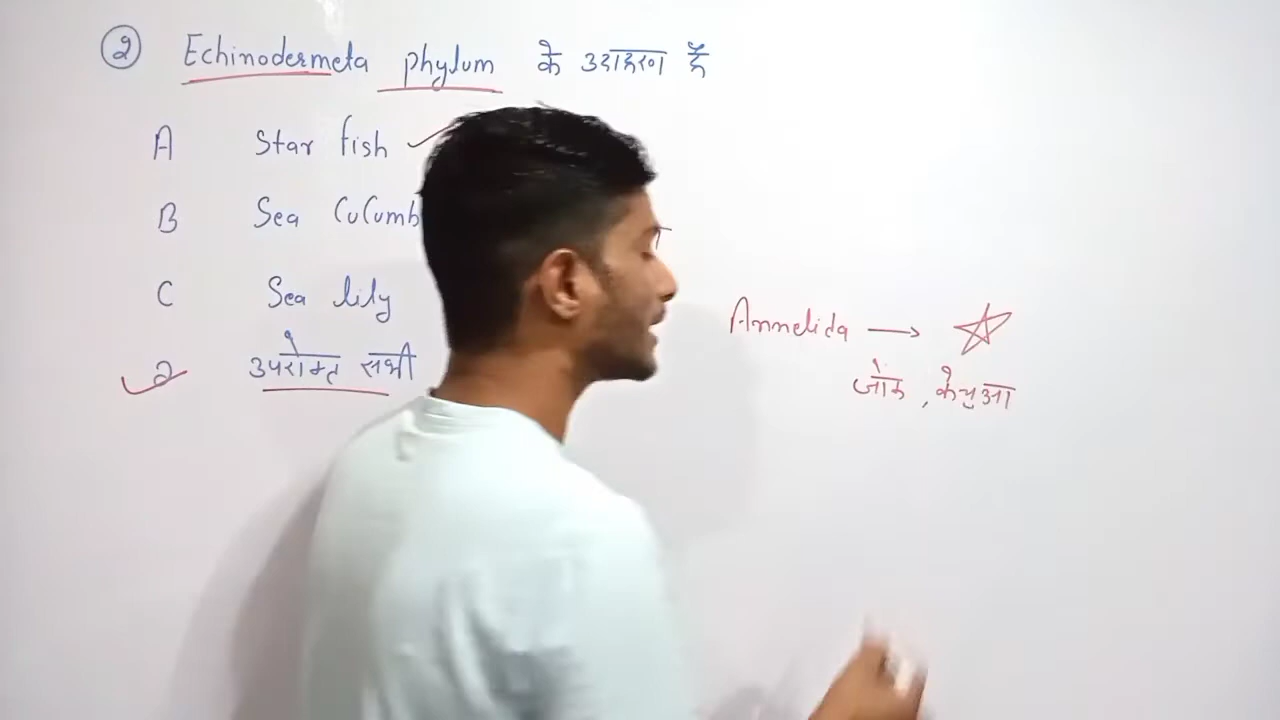 2 Echinodermeta phylum के उदाहरण हैं
A Star fish
B Sea CuCumb
C Sea lily
D उपरोक्त सभी
Annelida →
जोंक , केचुआ